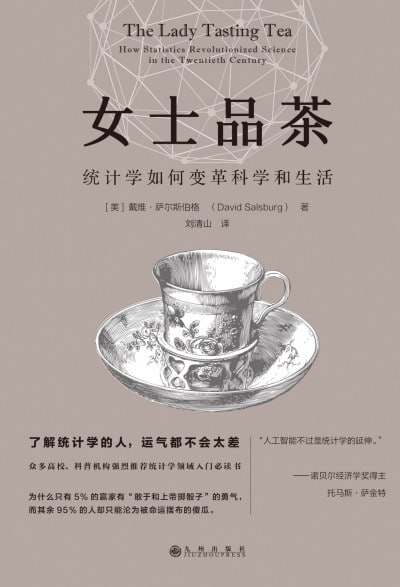 The Lady Tasting Tea
How Statistics Revolutionized Science
in the Twentieth Century
女士品茶
统计学如何变革科学和生活
［美］戴维·萨尔斯伯格 （David Salsburg） 著
刘清山 译
了解统计学的人，运气都不会太差
众多高校、科普机构强烈推荐统计学领域入门必读书
为什么只有 5% 的赢家有“敢于和上帝掷骰子”的勇气，
而其余 95% 的人却只能沦为被命运摆布的傻瓜。
“人工智能不过是统计学的延伸。”
——诺贝尔经济学奖得主
托马斯·萨金特
九州出版社
JIUZHOUPRESS